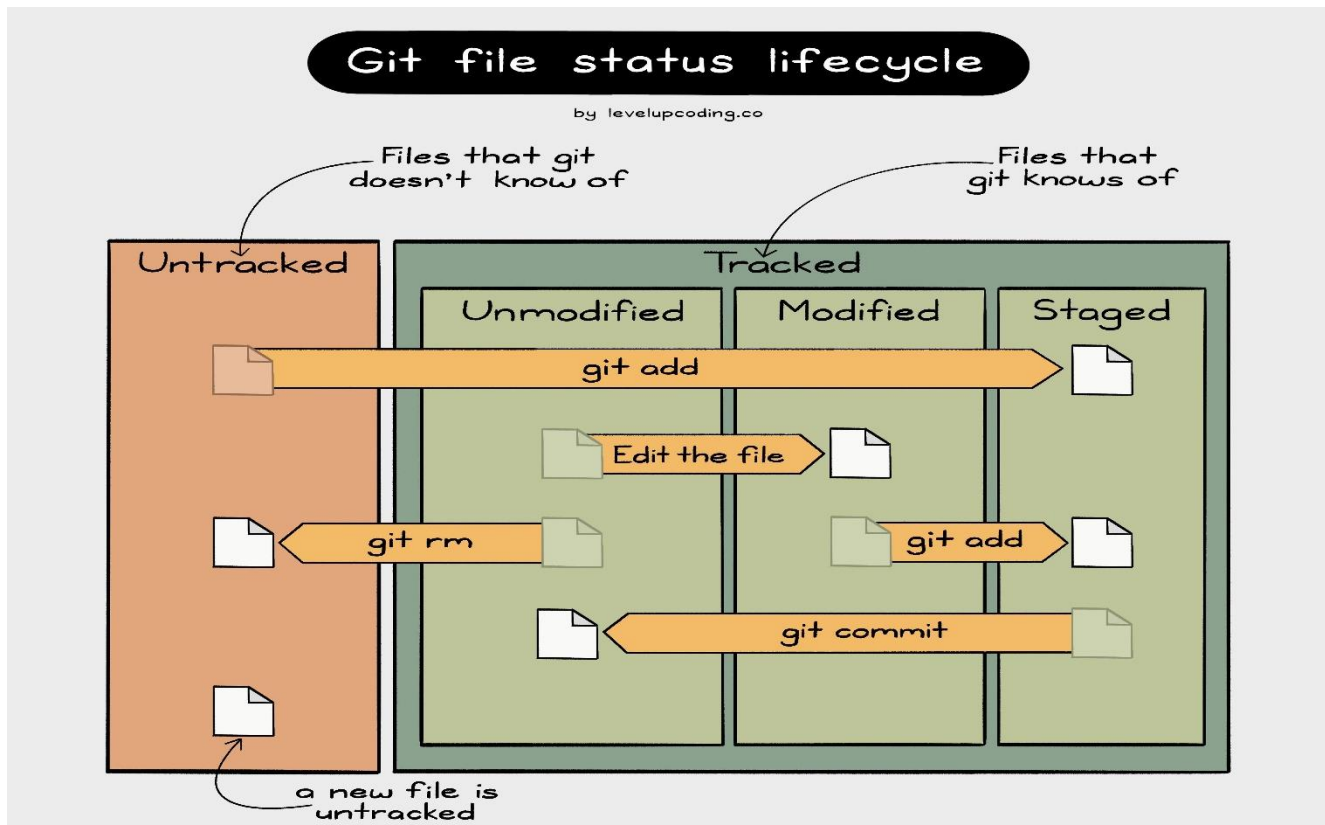 Git file status lifecycle
by levelupcoding.co
Files that git
doesn't know of
Files that
git knows of
Untracked
Tracked
Unmodified
Modified
Staged
git add
Edit the file
git rm
git add
git commit
a new file is
untracked